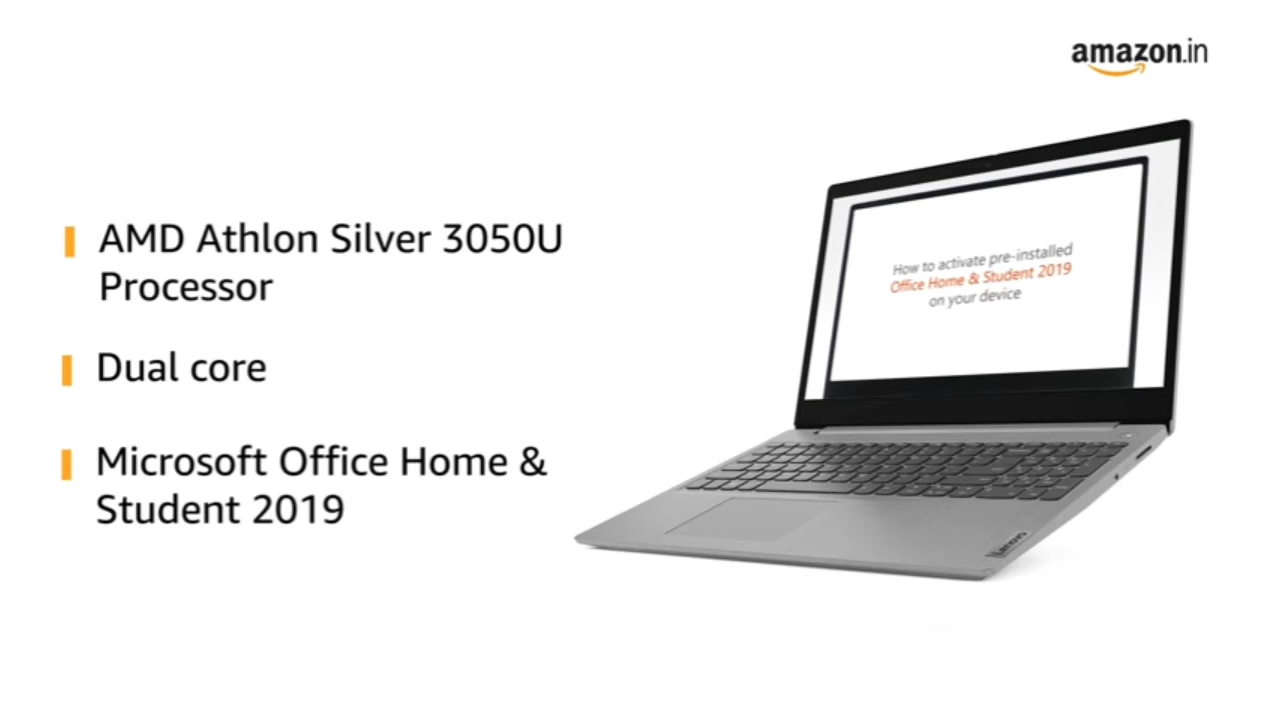 amazon.in
AMD Athlon Silver 3050U
Processor
Dual core
Microsoft Office Home &
Student 2019
How to activate pre-installed
Office Home & Student 2019
on your device
Lenovo